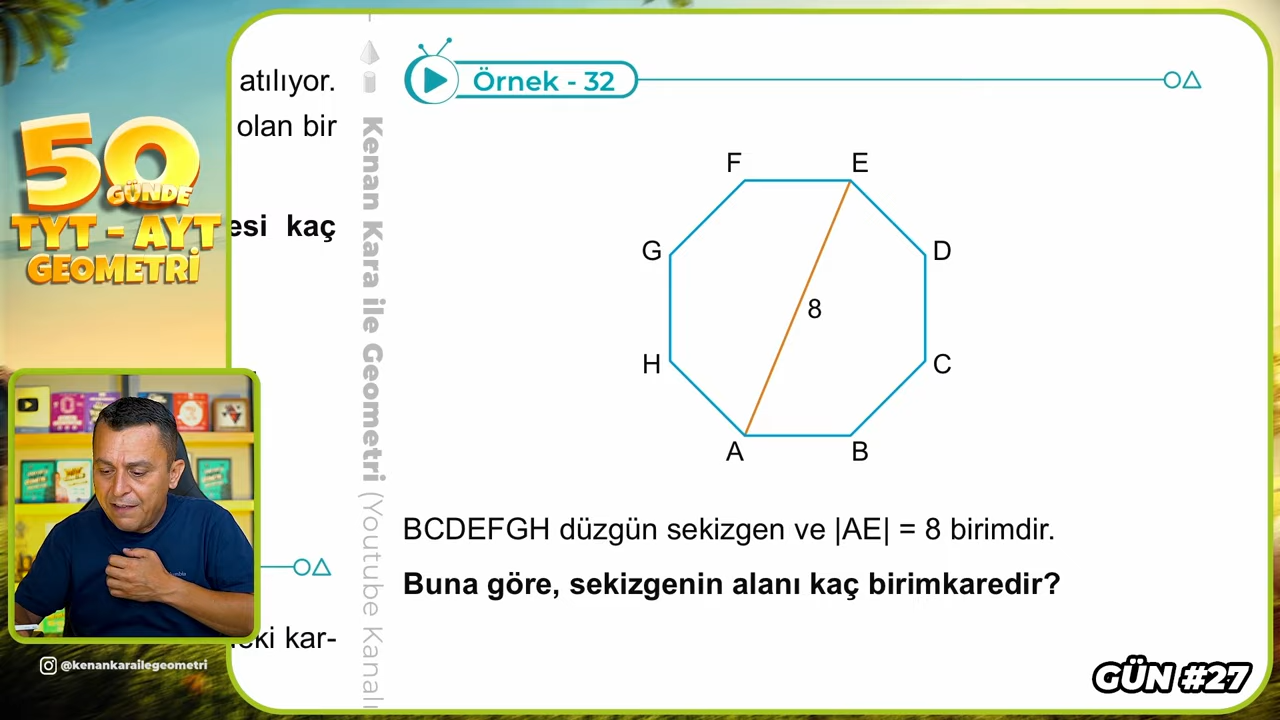 50
GÜNDE
TYT - AYT
GEOMETRİ
atılıyor.
olan bir
esi kaç
eki kar-
@kenankarailegeometri
Kenan Kara ile Geometri (Youtube Kanalı
Örnek - 32
F E
G D
8
H C
A B
BCDEFGH düzgün sekizgen ve |AE| = 8 birimdir.
Buna göre, sekizgenin alanı kaç birimkaredir?
GÜN #27